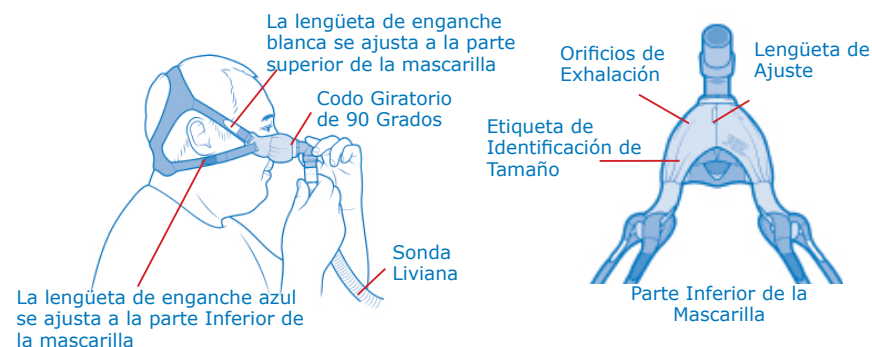 La lengüeta de enganche
blanca se ajusta a la parte
superior de la mascarilla
Codo Giratorio
de 90 Grados
Sonda
Liviana
La lengüeta de enganche azul
se ajusta a la parte Inferior de
la mascarilla
Orificios de
Exhalación
Lengüeta de
Ajuste
Etiqueta de
Identificación de
Tamaño
Parte Inferior de la
Mascarilla